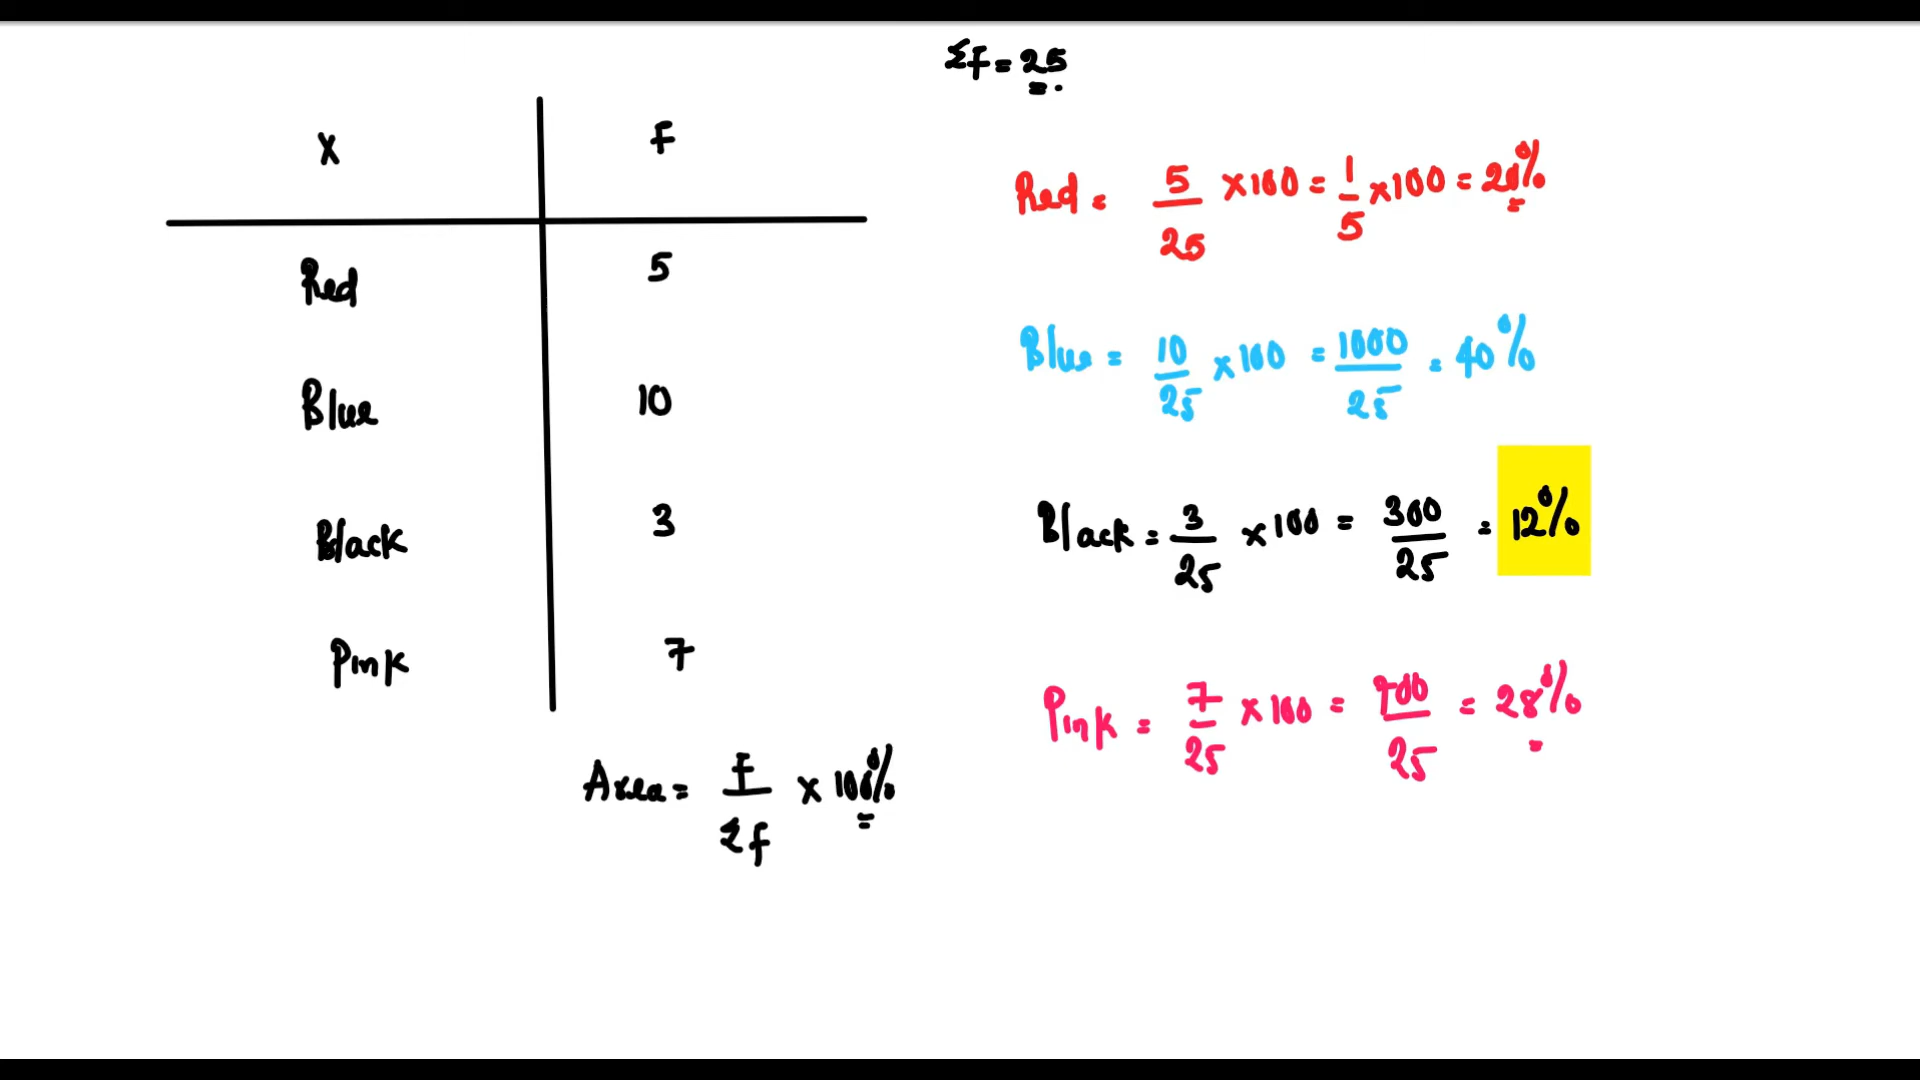 Σf = 25
X F
Red 5
Blue 10
Black 3
Pink 7
Area = F/Σf × 100%
Red = 5/25 ×100 = 1/5 ×100 = 20%
Blue = 10/25 ×100 = 1000/25 = 40%
Black = 3/25 ×100 = 300/25 = 12%
Pink = 7/25 ×100 = 700/25 = 28%